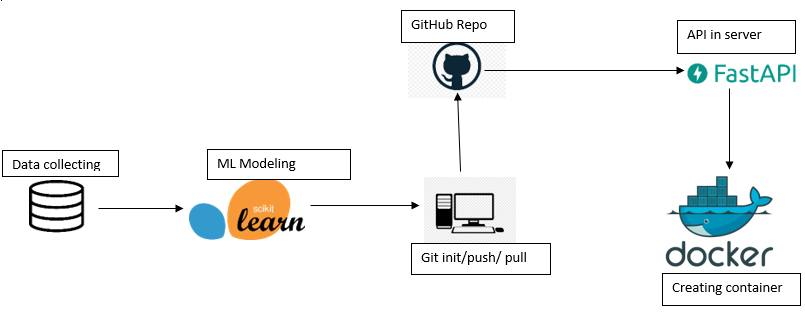 GitHub Repo
API in server
FastAPI
Data collecting
ML Modeling
scikit
learn
docker
Git init/push/ pull
Creating container